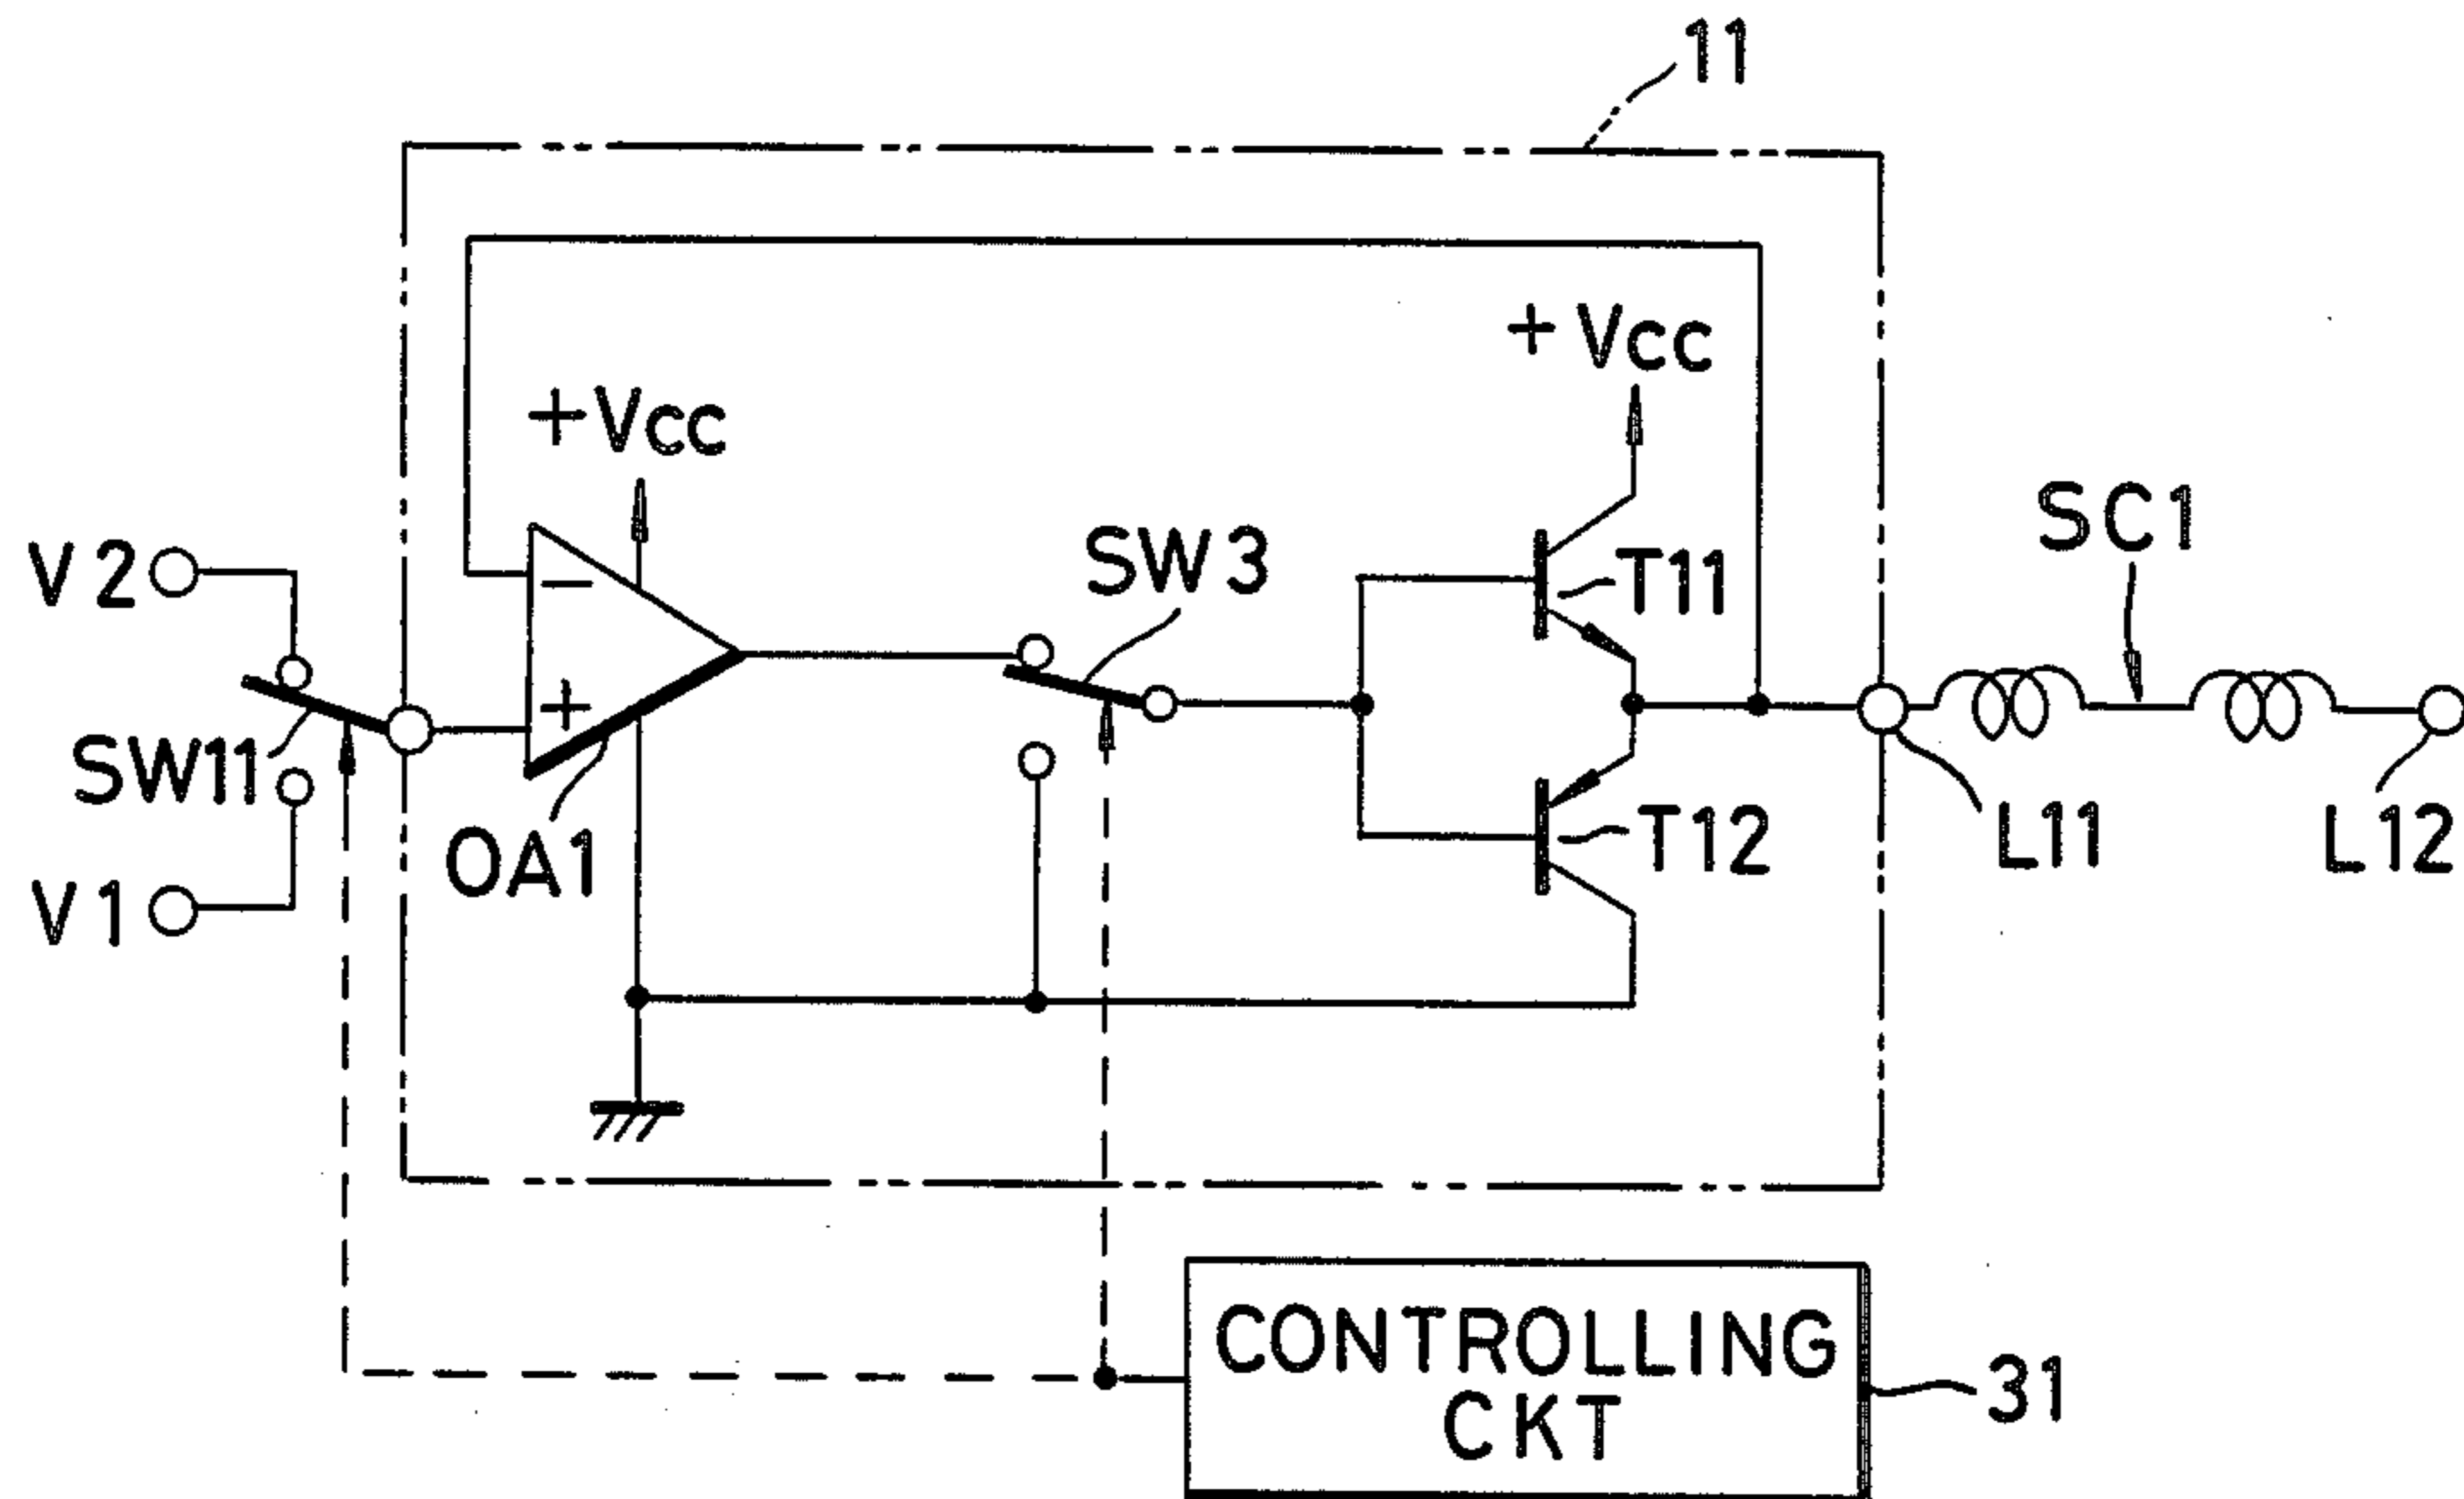 11
+Vcc
+Vcc
SC1
SW3
V2
-
T11
+
SW11
OA1
T12
L11
L12
V1
CONTROLLING
CKT
31